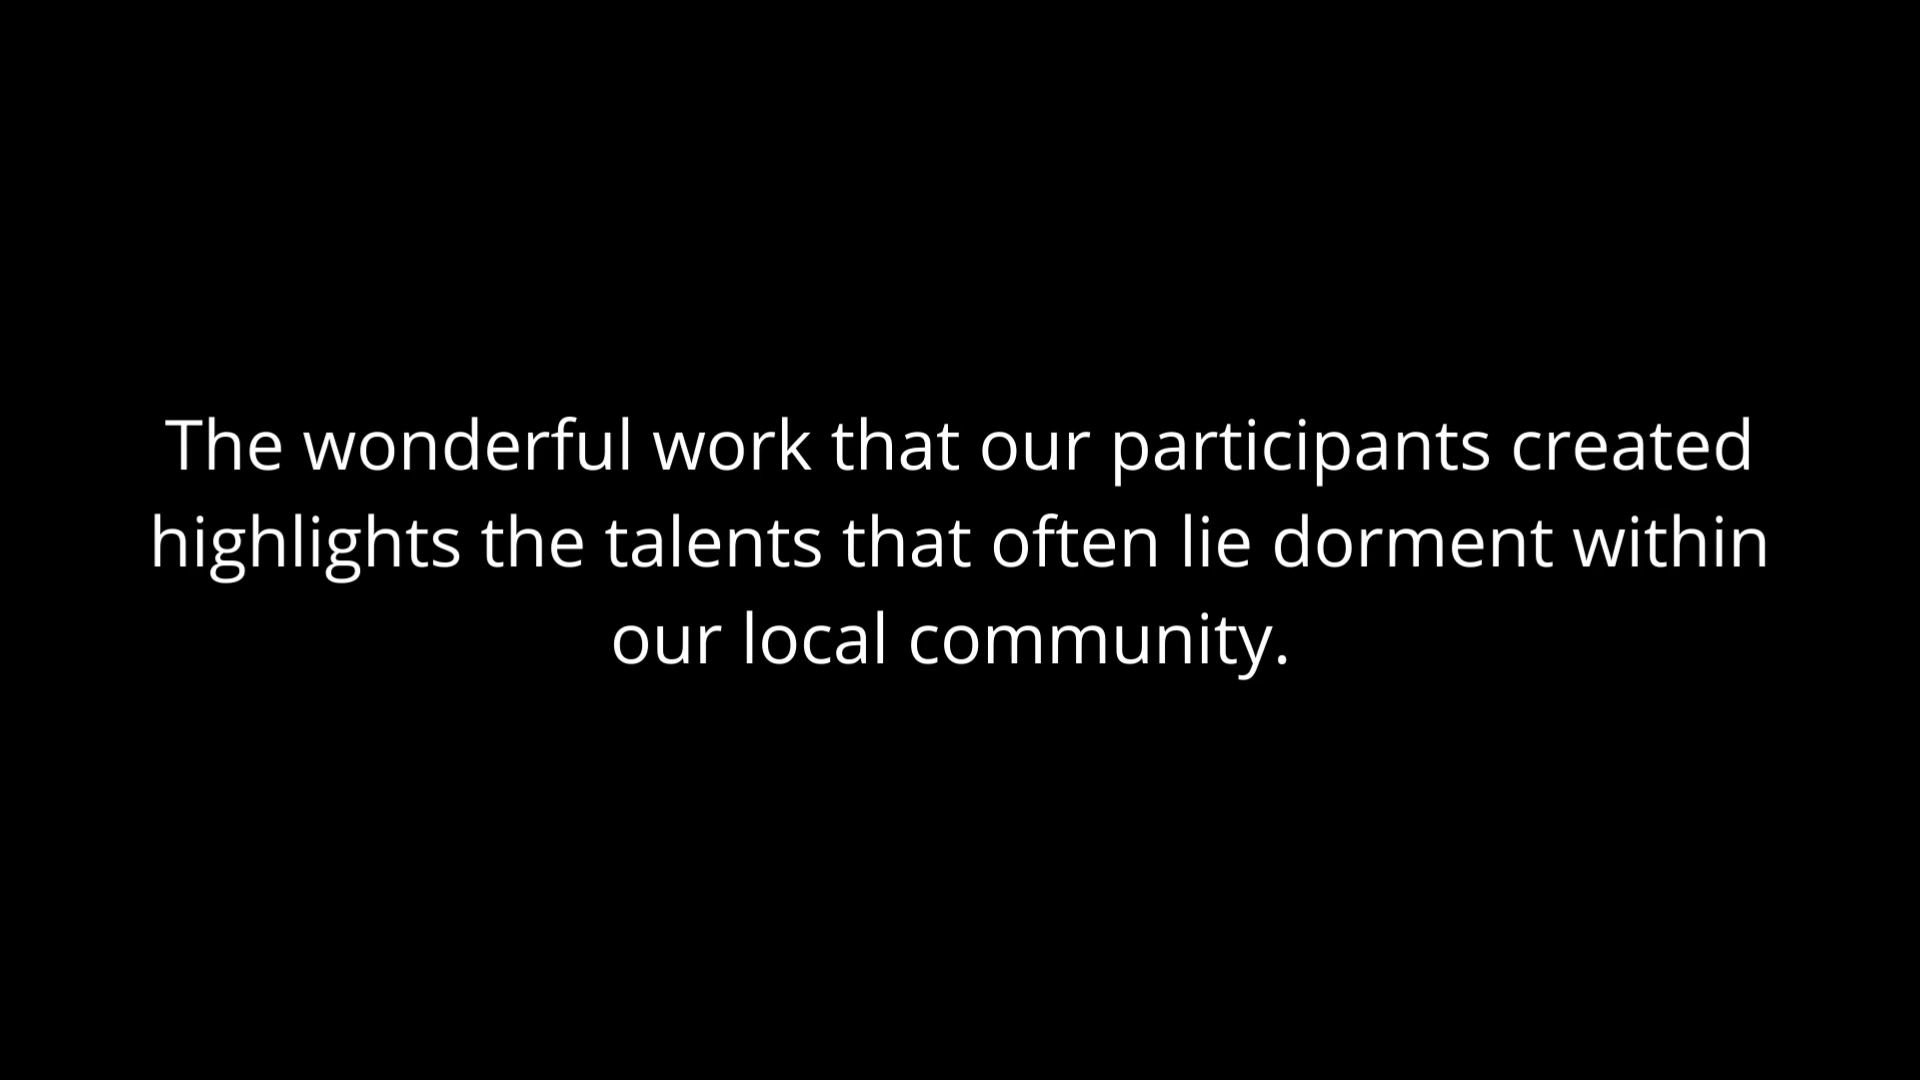 The wonderful work that our participants created
highlights the talents that often lie dorment within
our local community.